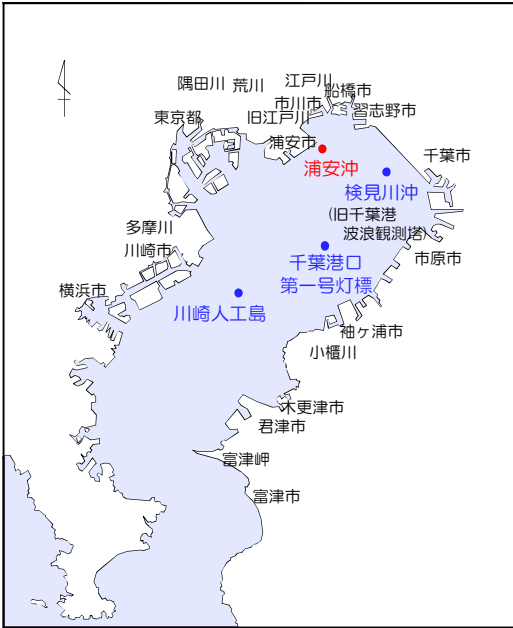 江戸川
隅田川 荒川
船橋市
市川市
習志野市
東京都
旧江戸川
浦安市
千葉市
浦安沖
検見川沖
(旧千葉港
波浪観測塔)
多摩川
川崎市
市原市
千葉港口
第一号灯標
横浜市
川崎人工島
袖ヶ浦市
小櫃川
木更津市
君津市
富津岬
富津市